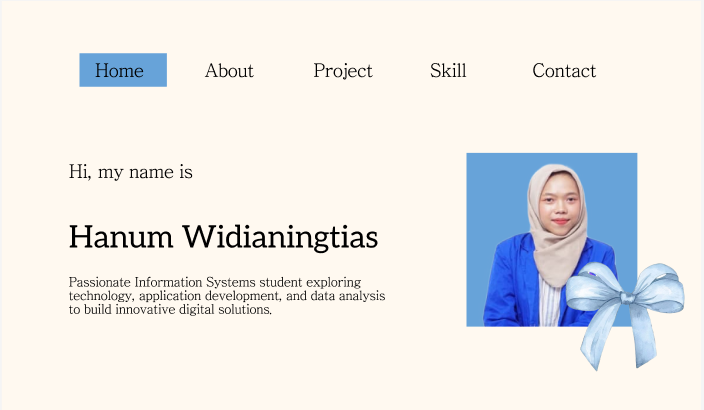 Home About Project Skill Contact
Hi, my name is
Hanum Widianingtias
Passionate Information Systems student exploring
technology, application development, and data analysis
to build innovative digital solutions.